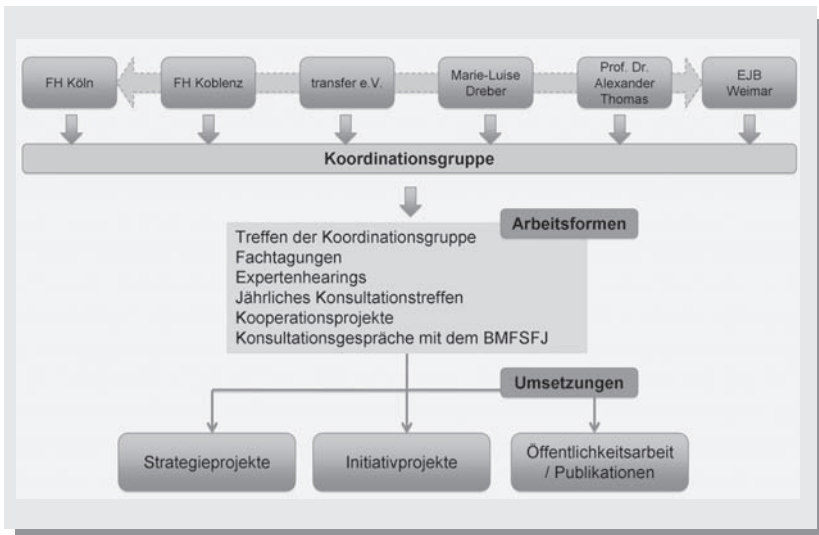 FH Köln
FH Koblenz
transfer e.V.
Marie-Luise
Dreber
Prof. Dr.
Alexander
Thomas
EJB
Weimar
Koordinationsgruppe
Arbeitsformen
Treffen der Koordinationsgruppe
Fachtagungen
Expertenhearings
Jährliches Konsultationstreffen
Kooperationsprojekte
Konsultationsgespräche mit dem BMFSFJ
Umsetzungen
Strategieprojekte
Initiativprojekte
Öffentlichkeitsarbeit
/ Publikationen